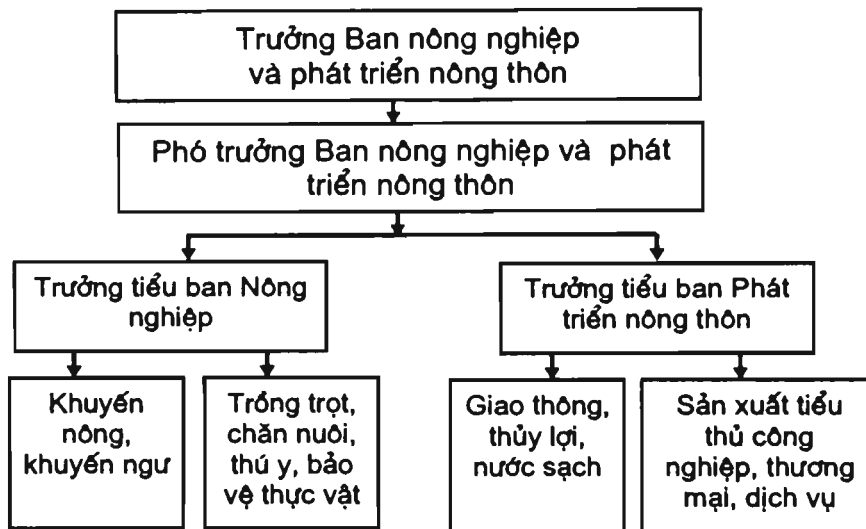 Trưởng Ban nông nghiệp
và phát triển nông thôn
Phó trưởng Ban nông nghiệp và phát
triển nông thôn
Trưởng tiểu ban Nông
nghiệp
Trưởng tiểu ban Phát
triển nông thôn
Khuyến
nông,
khuyến ngư
Trồng trọt,
chăn nuôi,
thú y, bảo
vệ thực vật
Giao thông,
thủy lợi,
nước sạch
Sản xuất tiểu
thủ công
nghiệp, thương
mại, dịch vụ